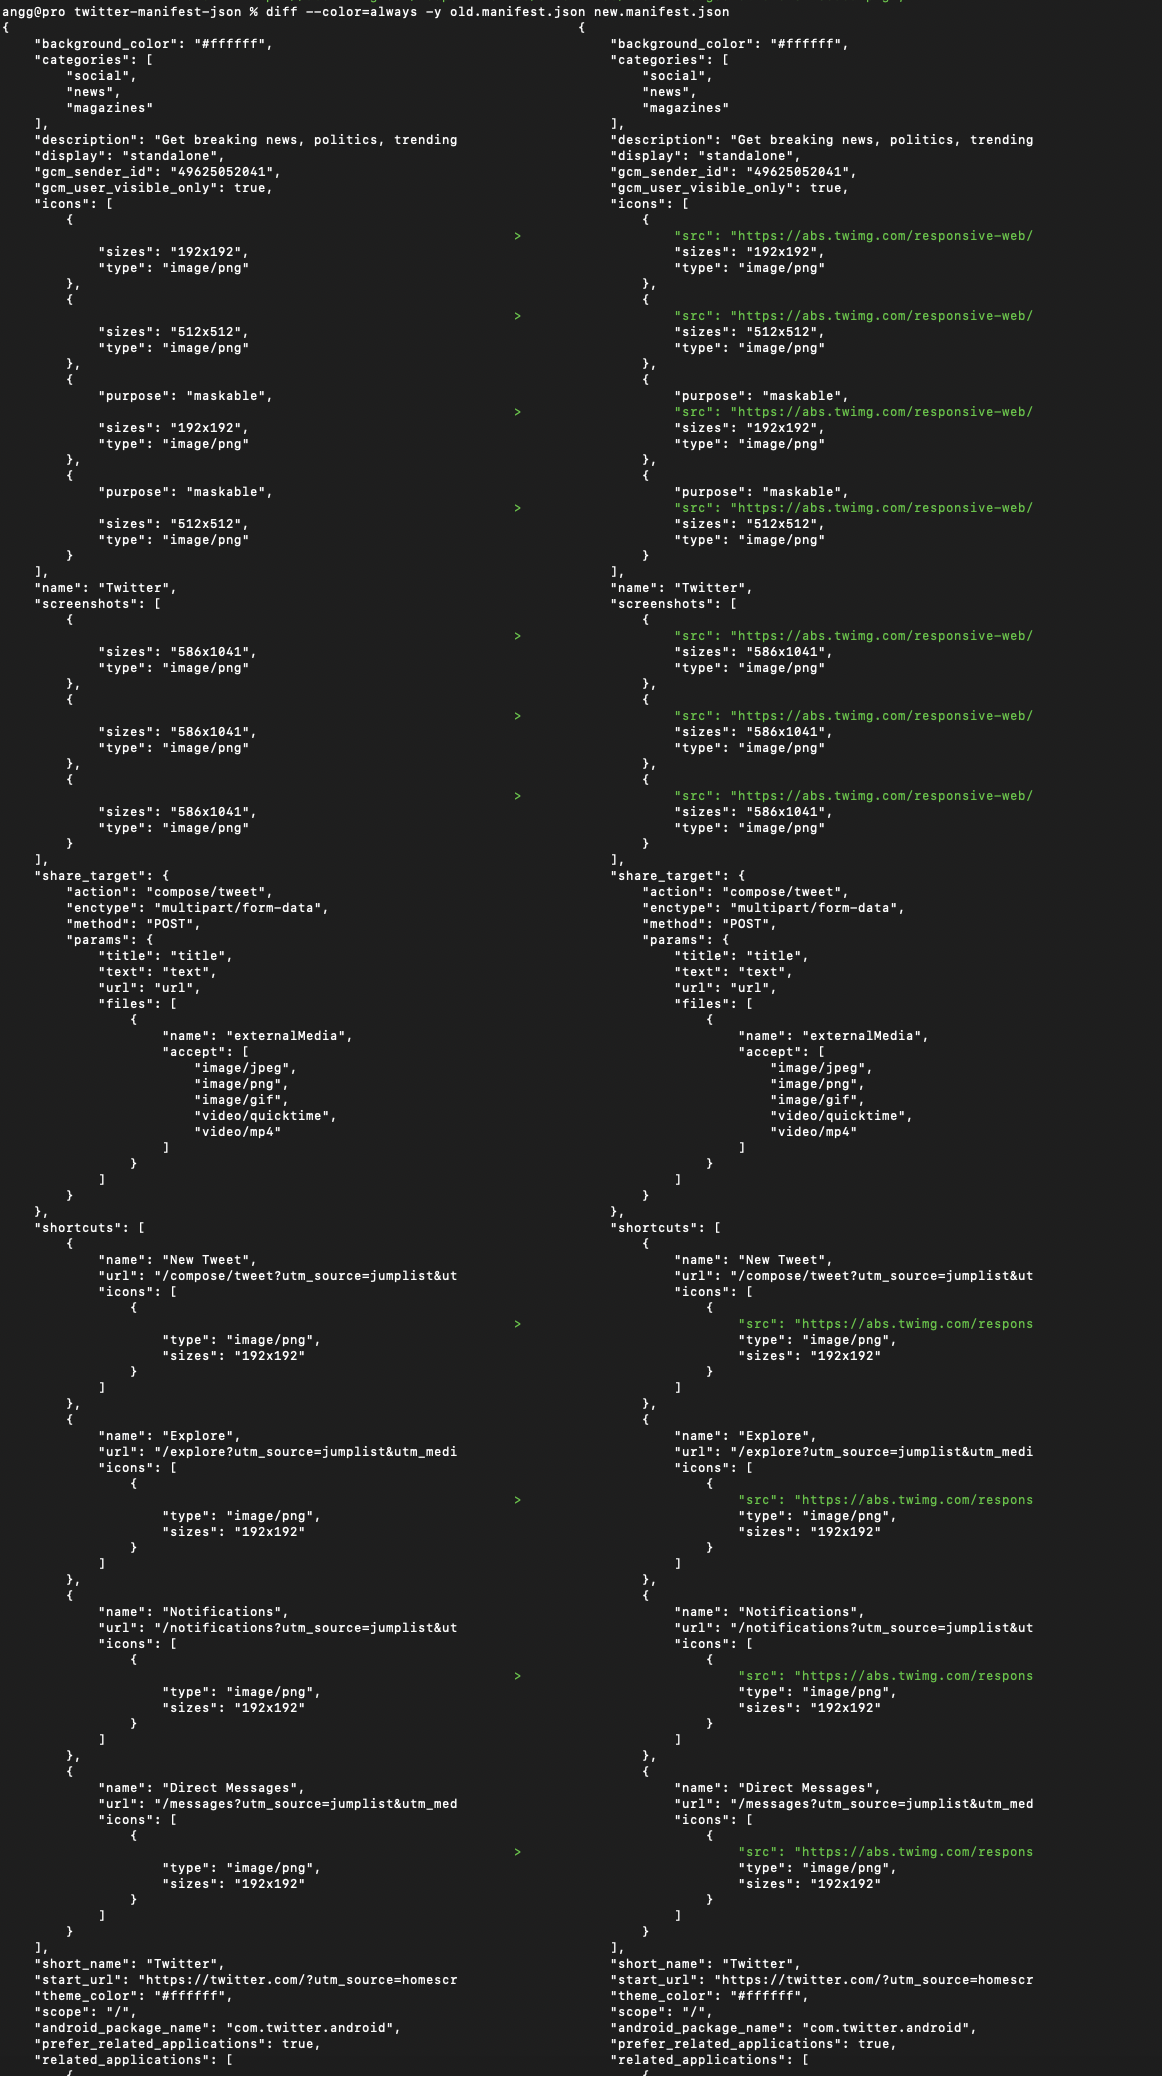 angg@pro twitter-manifest-json % diff --color=always -y old.manifest.json new.manifest.json
{ {
"background_color": "#ffffff", "background_color": "#ffffff",
"categories": [ "categories": [
"social", "social",
"news", "news",
"magazines" "magazines"
], ],
"description": "Get breaking news, politics, trending "description": "Get breaking news, politics, trending
"display": "standalone", "display": "standalone",
"gcm_sender_id": "49625052041", "gcm_sender_id": "49625052041",
"gcm_user_visible_only": true, "gcm_user_visible_only": true,
"icons": [ "icons": [
{ {
> "src": "https://abs.twimg.com/responsive-web/
"sizes": "192x192", "sizes": "192x192",
"type": "image/png" "type": "image/png"
}, },
{ {
> "src": "https://abs.twimg.com/responsive-web/
"sizes": "512x512", "sizes": "512x512",
"type": "image/png" "type": "image/png"
}, },
{ {
"purpose": "maskable", "purpose": "maskable",
> "src": "https://abs.twimg.com/responsive-web/
"sizes": "192x192", "sizes": "192x192",
"type": "image/png" "type": "image/png"
}, },
{ {
"purpose": "maskable", "purpose": "maskable",
> "src": "https://abs.twimg.com/responsive-web/
"sizes": "512x512", "sizes": "512x512",
"type": "image/png" "type": "image/png"
} }
], ],
"name": "Twitter", "name": "Twitter",
"screenshots": [ "screenshots": [
{ {
> "src": "https://abs.twimg.com/responsive-web/
"sizes": "586x1041", "sizes": "586x1041",
"type": "image/png" "type": "image/png"
}, },
{ {
> "src": "https://abs.twimg.com/responsive-web/
"sizes": "586x1041", "sizes": "586x1041",
"type": "image/png" "type": "image/png"
}, },
{ {
> "src": "https://abs.twimg.com/responsive-web/
"sizes": "586x1041", "sizes": "586x1041",
"type": "image/png" "type": "image/png"
} }
], ],
"share_target": { "share_target": {
"action": "compose/tweet", "action": "compose/tweet",
"enctype": "multipart/form-data", "enctype": "multipart/form-data",
"method": "POST", "method": "POST",
"params": { "params": {
"title": "title", "title": "title",
"text": "text", "text": "text",
"url": "url", "url": "url",
"files": [ "files": [
{ {
"name": "externalMedia", "name": "externalMedia",
"accept": [ "accept": [
"image/jpeg", "image/jpeg",
"image/png", "image/png",
"image/gif", "image/gif",
"video/quicktime", "video/quicktime",
"video/mp4" "video/mp4"
] ]
} }
] ]
} }
}, },
"shortcuts": [ "shortcuts": [
{ {
"name": "New Tweet", "name": "New Tweet",
"url": "/compose/tweet?utm_source=jumplist&ut "url": "/compose/tweet?utm_source=jumplist&ut
"icons": [ "icons": [
{ {
> "src": "https://abs.twimg.com/respons
"type": "image/png", "type": "image/png",
"sizes": "192x192" "sizes": "192x192"
} }
] ]
}, },
{ {
"name": "Explore", "name": "Explore",
"url": "/explore?utm_source=jumplist&utm_medi "url": "/explore?utm_source=jumplist&utm_medi
"icons": [ "icons": [
{ {
> "src": "https://abs.twimg.com/respons
"type": "image/png", "type": "image/png",
"sizes": "192x192" "sizes": "192x192"
} }
] ]
}, },
{ {
"name": "Notifications", "name": "Notifications",
"url": "/notifications?utm_source=jumplist&ut "url": "/notifications?utm_source=jumplist&ut
"icons": [ "icons": [
{ {
> "src": "https://abs.twimg.com/respons
"type": "image/png", "type": "image/png",
"sizes": "192x192" "sizes": "192x192"
} }
] ]
}, },
{ {
"name": "Direct Messages", "name": "Direct Messages",
"url": "/messages?utm_source=jumplist&utm_med "url": "/messages?utm_source=jumplist&utm_med
"icons": [ "icons": [
{ {
> "src": "https://abs.twimg.com/respons
"type": "image/png", "type": "image/png",
"sizes": "192x192" "sizes": "192x192"
} }
] ]
} }
], ],
"short_name": "Twitter", "short_name": "Twitter",
"start_url": "https://twitter.com/?utm_source=homescr "start_url": "https://twitter.com/?utm_source=homescr
"theme_color": "#ffffff", "theme_color": "#ffffff",
"scope": "/", "scope": "/",
"android_package_name": "com.twitter.android", "android_package_name": "com.twitter.android",
"prefer_related_applications": true, "prefer_related_applications": true,
"related_applications": [ "related_applications": [
{ {